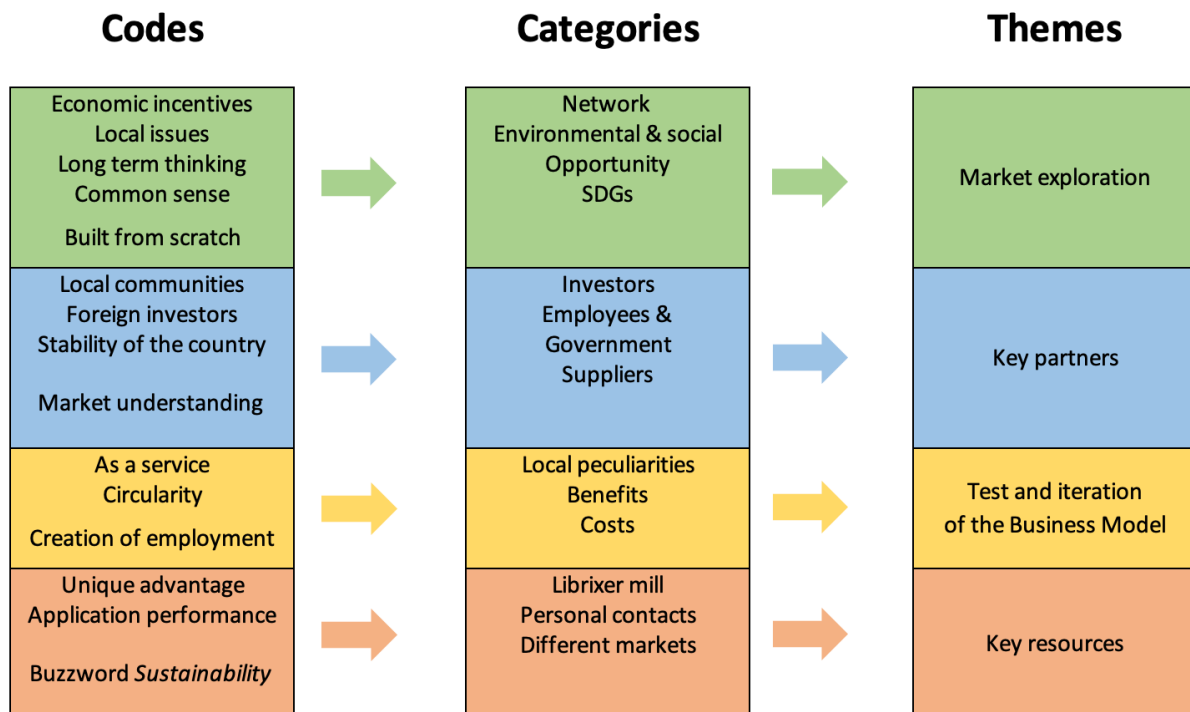 Codes
Categories
Themes
Economic incentives
Local issues
Long term thinking
Common sense
Built from scratch
Network
Environmental & social
Opportunity
SDGs
Market exploration
Local communities
Foreign investors
Stability of the country
Market understanding
Investors
Employees &
Government
Suppliers
Key partners
As a service
Circularity
Creation of employment
Local peculiarities
Benefits
Costs
Test and iteration
of the Business Model
Unique advantage
Application performance
Buzzword Sustainability
Librixer mill
Personal contacts
Different markets
Key resources